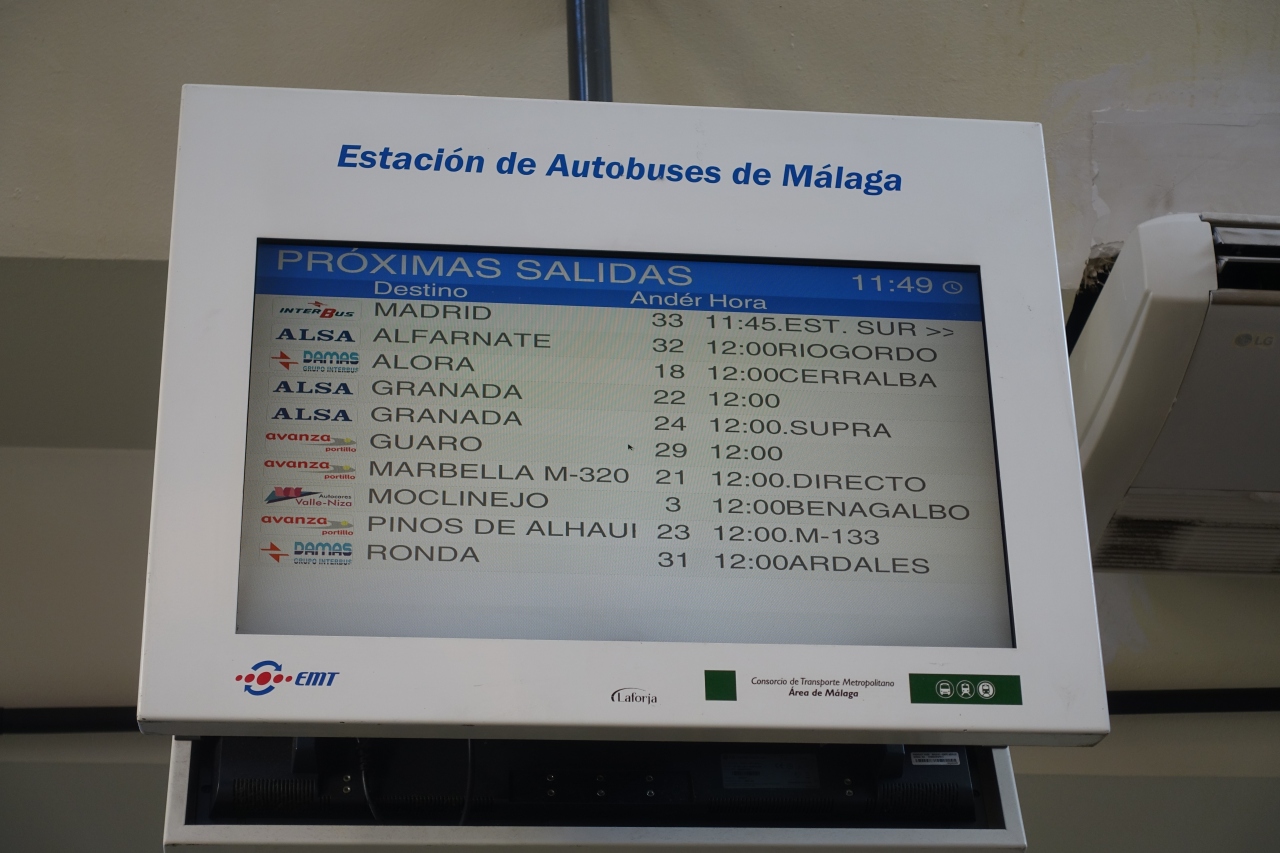 Estación de Autobuses de Málaga
PRÓXIMAS SALIDAS 11:49
Destino Andér Hora
INTERBUS MADRID 33 11:45.EST. SUR >>
ALSA ALFARNATE 32 12:00RIOGORDO
DAMAS GRUPO INTERBUS ALORA 18 12:00CERRALBA
ALSA GRANADA 22 12:00
ALSA GRANADA 24 12:00.SUPRA
avanza portillo GUARO 29 12:00
avanza portillo MARBELLA M-320 21 12:00.DIRECTO
Autocares Valle-Niza MOCLINEJO 3 12:00BENAGALBO
avanza portillo PINOS DE ALHAUI 23 12:00.M-133
DAMAS GRUPO INTERBUS RONDA 31 12:00ARDALES
EMT
Laforja
Consorcio de Transporte Metropolitano
Área de Málaga
LG